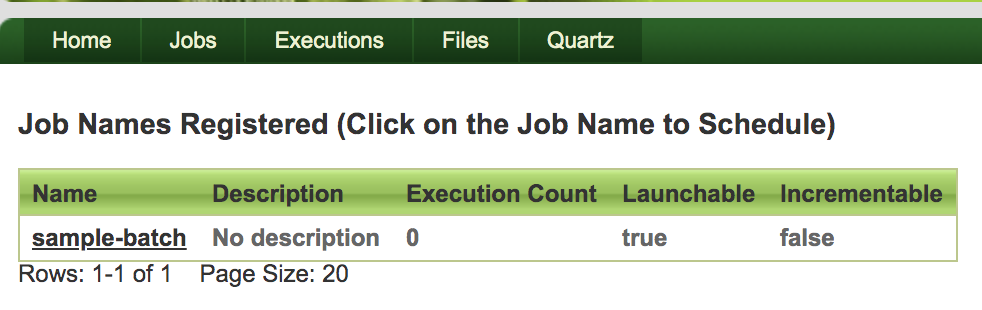 Home Jobs Executions Files Quartz
Job Names Registered (Click on the Job Name to Schedule)
Name Description Execution Count Launchable Incrementable
sample-batch No description 0 true false
Rows: 1-1 of 1 Page Size: 20